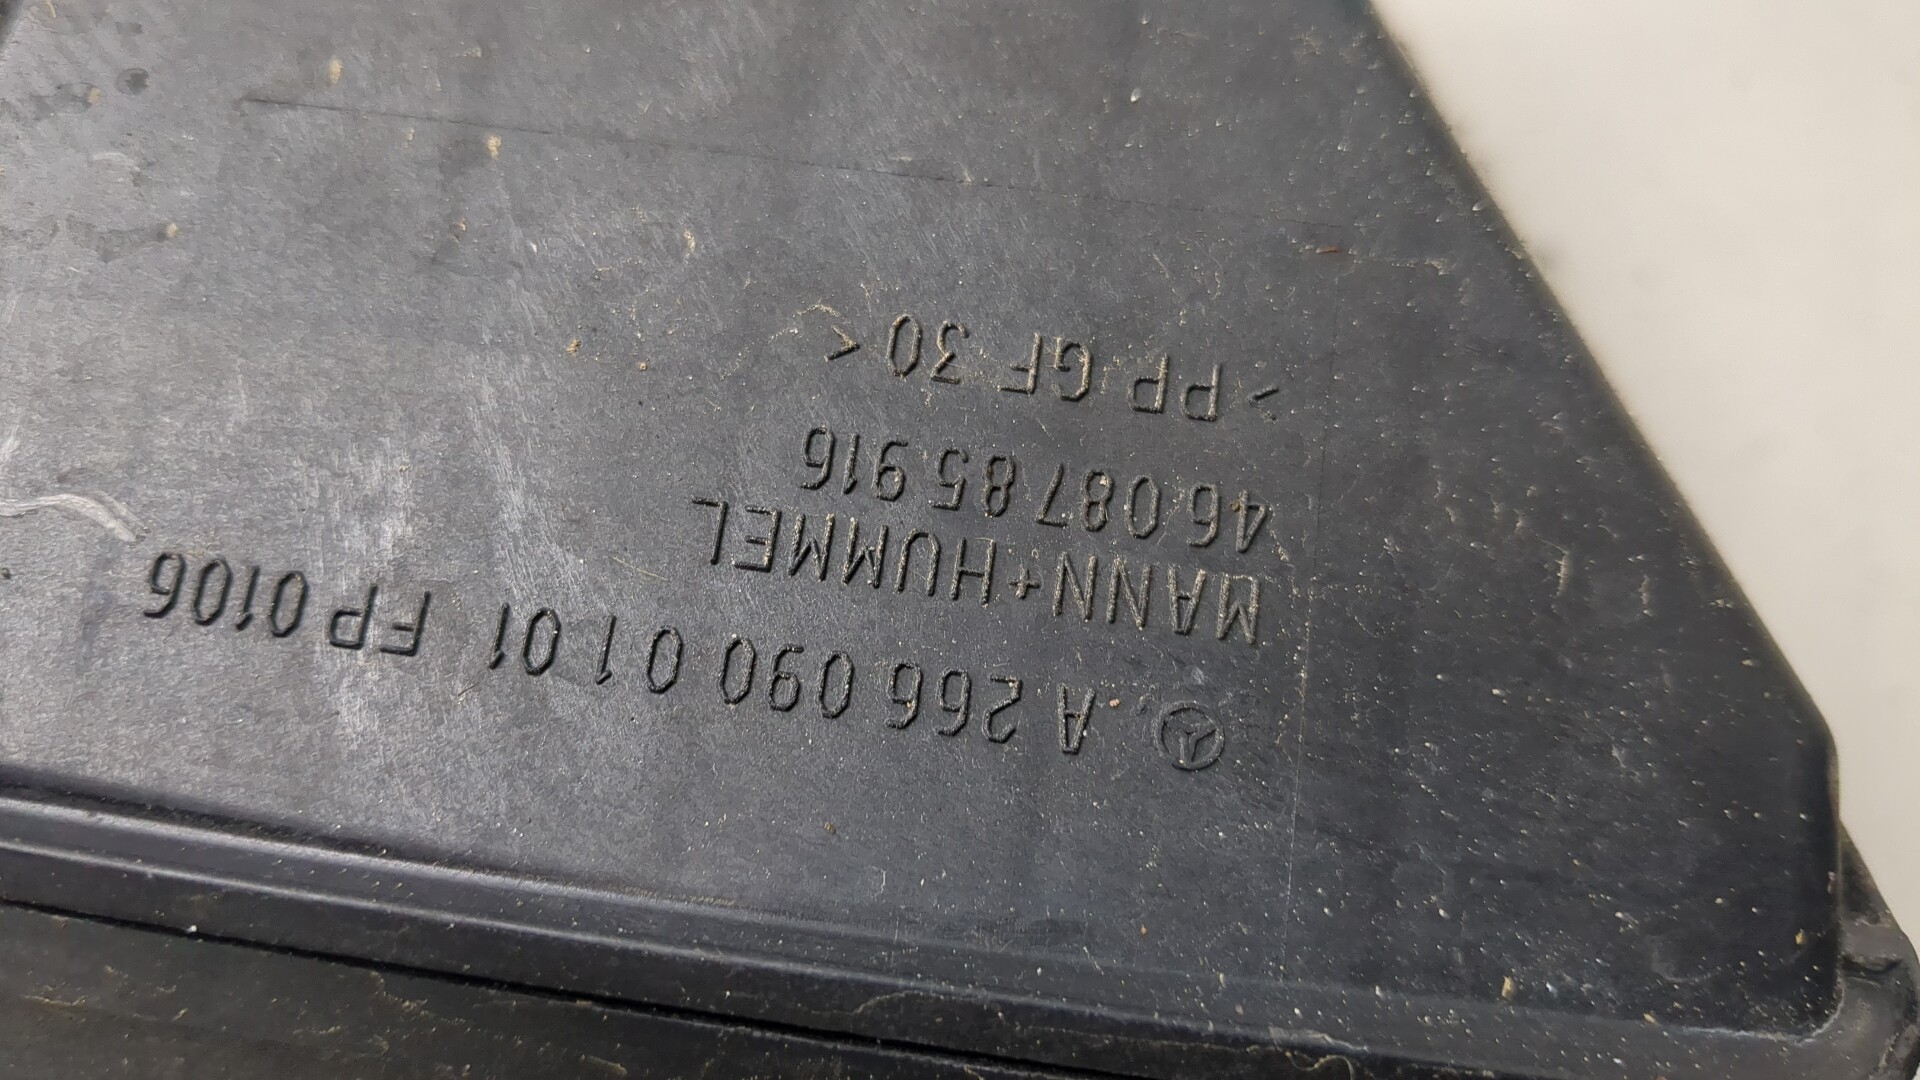 A 266 090 01 01 FP 0106
MANN+HUMMEL
46 087 85 916
> PP GF 30 <